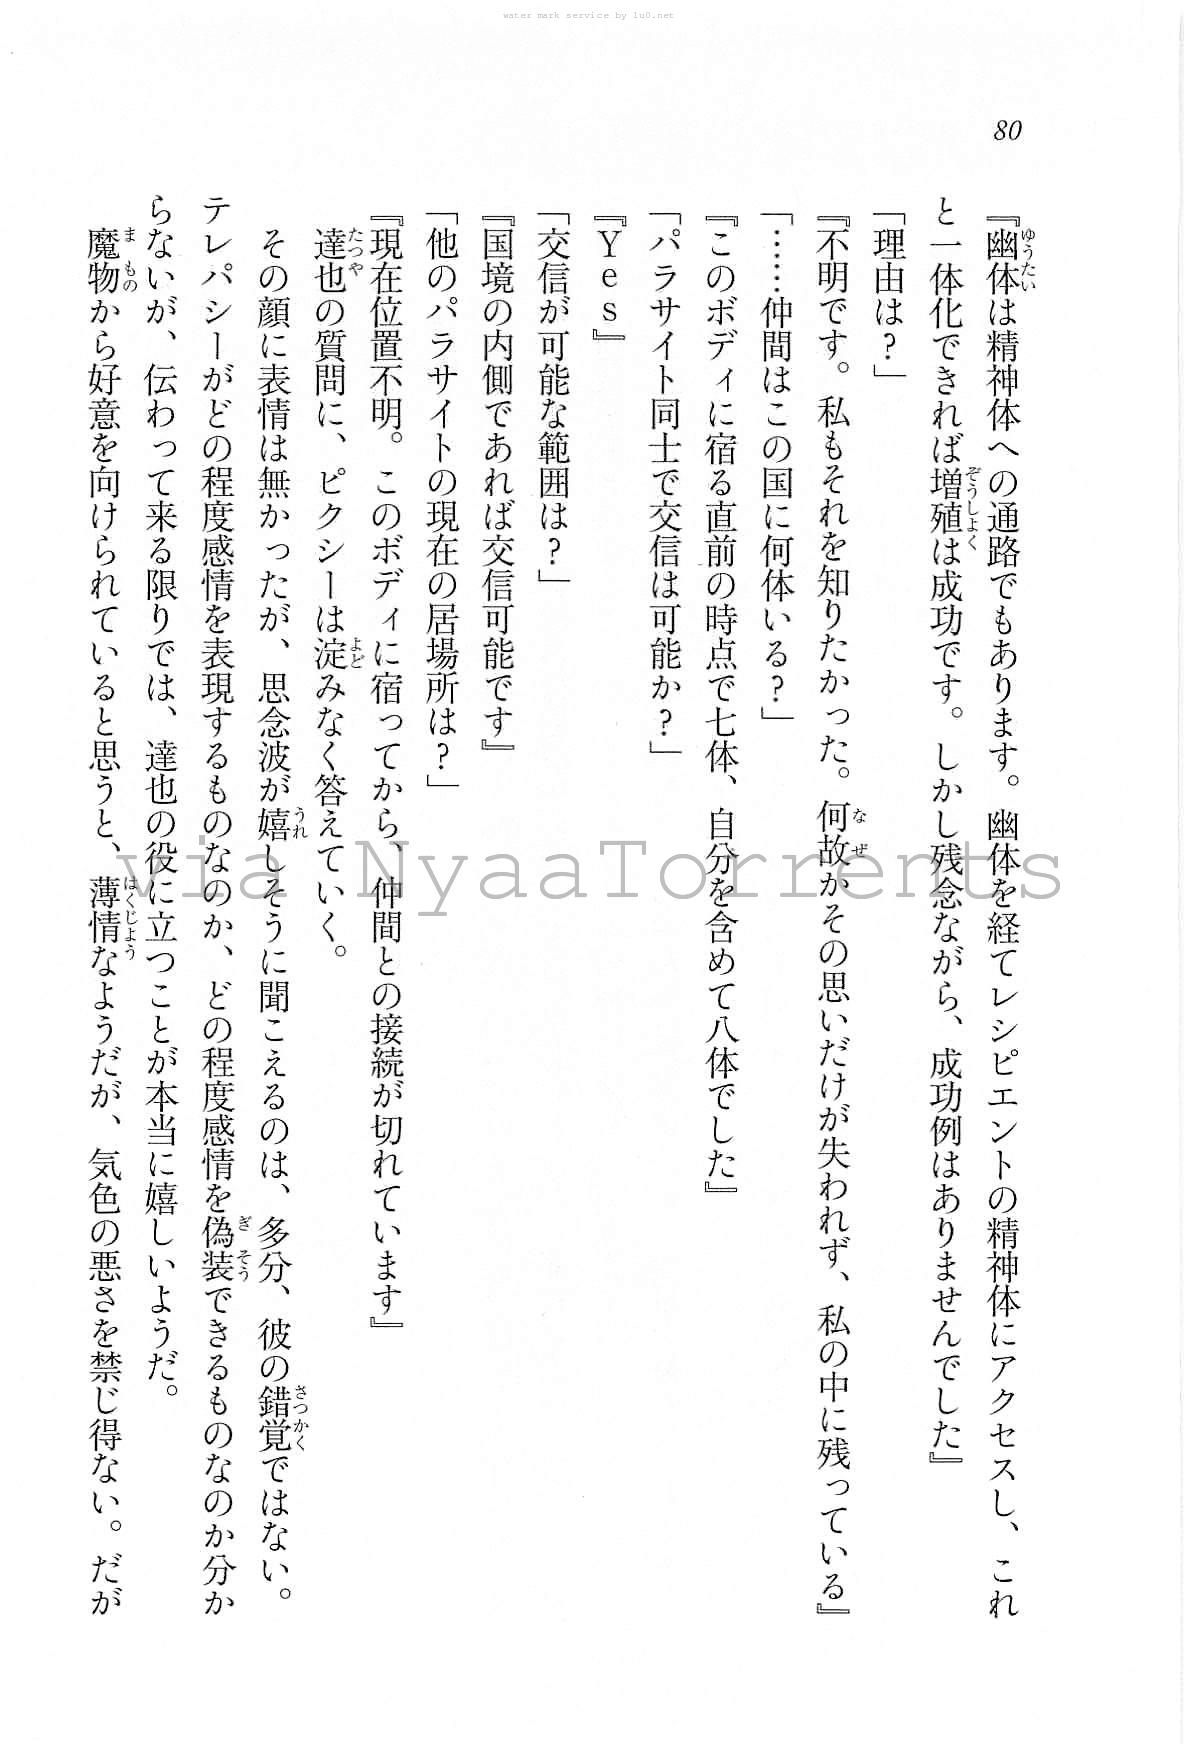 water mark service by lu0.net
80
『幽体は精神体への通路でもあります。幽体を経てレシピエントの精神体にアクセスし、これ
と一体化できれば増殖は成功です。しかし残念ながら、成功例はありませんでした』
「理由は？」
『不明です。私もそれを知りたかった。何故かその思いだけが失われず、私の中に残っている』
「……仲間はこの国に何体いる？」
『このボディに宿る直前の時点で七体、自分を含めて八体でした』
「パラサイト同士で交信は可能か？」
『Ｙｅｓ』
「交信が可能な範囲は？」
『国境の内側であれば交信可能です』
「他のパラサイトの現在の居場所は？」
『現在位置不明。このボディに宿ってから、仲間との接続が切れています』
達也の質問に、ピクシーは淀みなく答えていく。
その顔に表情は無かったが、思念波が嬉しそうに聞こえるのは、多分、彼の錯覚ではない。
テレパシーがどの程度感情を表現するものなのか、どの程度感情を偽装できるものなのか分か
らないが、伝わって来る限りでは、達也の役に立つことが本当に嬉しいようだ。
魔物から好意を向けられていると思うと、薄情なようだが、気色の悪さを禁じ得ない。だが
via NyaaTorrents